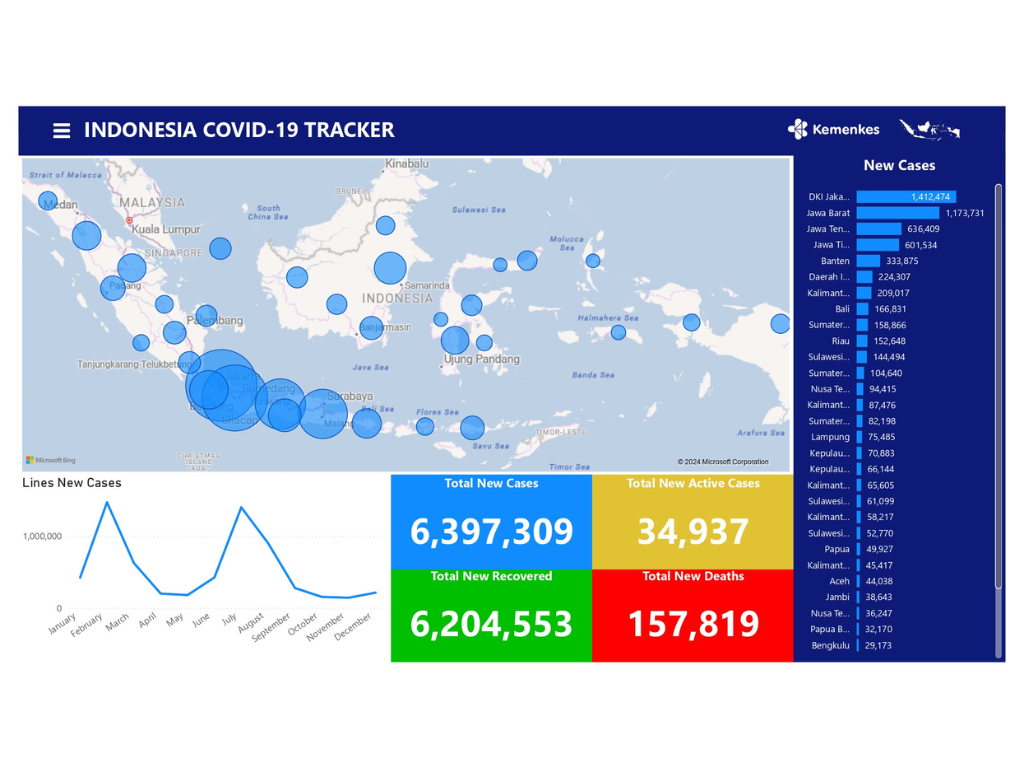 INDONESIA COVID-19 TRACKER
Kemenkes
Strait of Malacca
Medan
MALAYSIA
Kuala Lumpur
SINGAPORE
Padang
Palembang
Tanjungkarang-Telukbetung
South
China Sea
BRUNEI
Kinabalu
Sulawesi Sea
Molucca
Sea
Samarinda
INDONESIA
Banjarmasin
Ujung Pandang
Halmahera Sea
Java Sea
Banda Sea
Jakarta
Cilacap
Surabaya
Malang
Bali Sea
Flores Sea
Savu Sea
TIMOR-LESTE
Timor Sea
Arafura Sea
CHRISTMAS
ISLAND
Microsoft Bing
© 2024 Microsoft Corporation
Lines New Cases
1,000,000
0
January
February
March
April
May
June
July
August
September
October
November
December
Total New Cases
6,397,309
Total New Active Cases
34,937
Total New Recovered
6,204,553
Total New Deaths
157,819
New Cases
DKI Jaka... 1,412,474
Jawa Barat 1,173,731
Jawa Ten... 636,409
Jawa Ti... 601,534
Banten 333,875
Daerah I... 224,307
Kalimant... 209,017
Bali 166,831
Sumater... 158,866
Riau 152,648
Sulawesi... 144,494
Sumater... 104,640
Nusa Te... 94,415
Kalimant... 87,476
Sumater... 82,198
Lampung 75,485
Kepulau... 70,883
Kepulau... 66,144
Kalimant... 65,605
Sulawesi... 61,099
Kalimant... 58,217
Sulawesi... 52,770
Papua 49,927
Kalimant... 45,417
Aceh 44,038
Jambi 38,643
Nusa Te... 36,247
Papua B... 32,170
Bengkulu 29,173